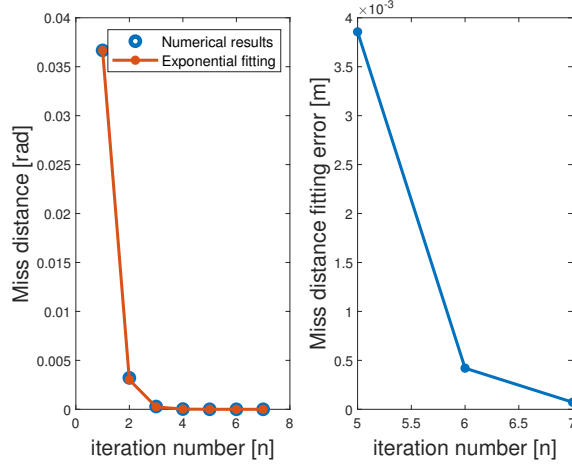 0.04
0.035
0.03
0.025
0.02
0.015
0.01
0.005
0
0 2 4 6 8
Miss distance [rad]
iteration number [n]
Numerical results
Exponential fitting
4 ×10⁻³
3.5
3
2.5
2
1.5
1
0.5
0
5 5.5 6 6.5 7
Miss distance fitting error [m]
iteration number [n]